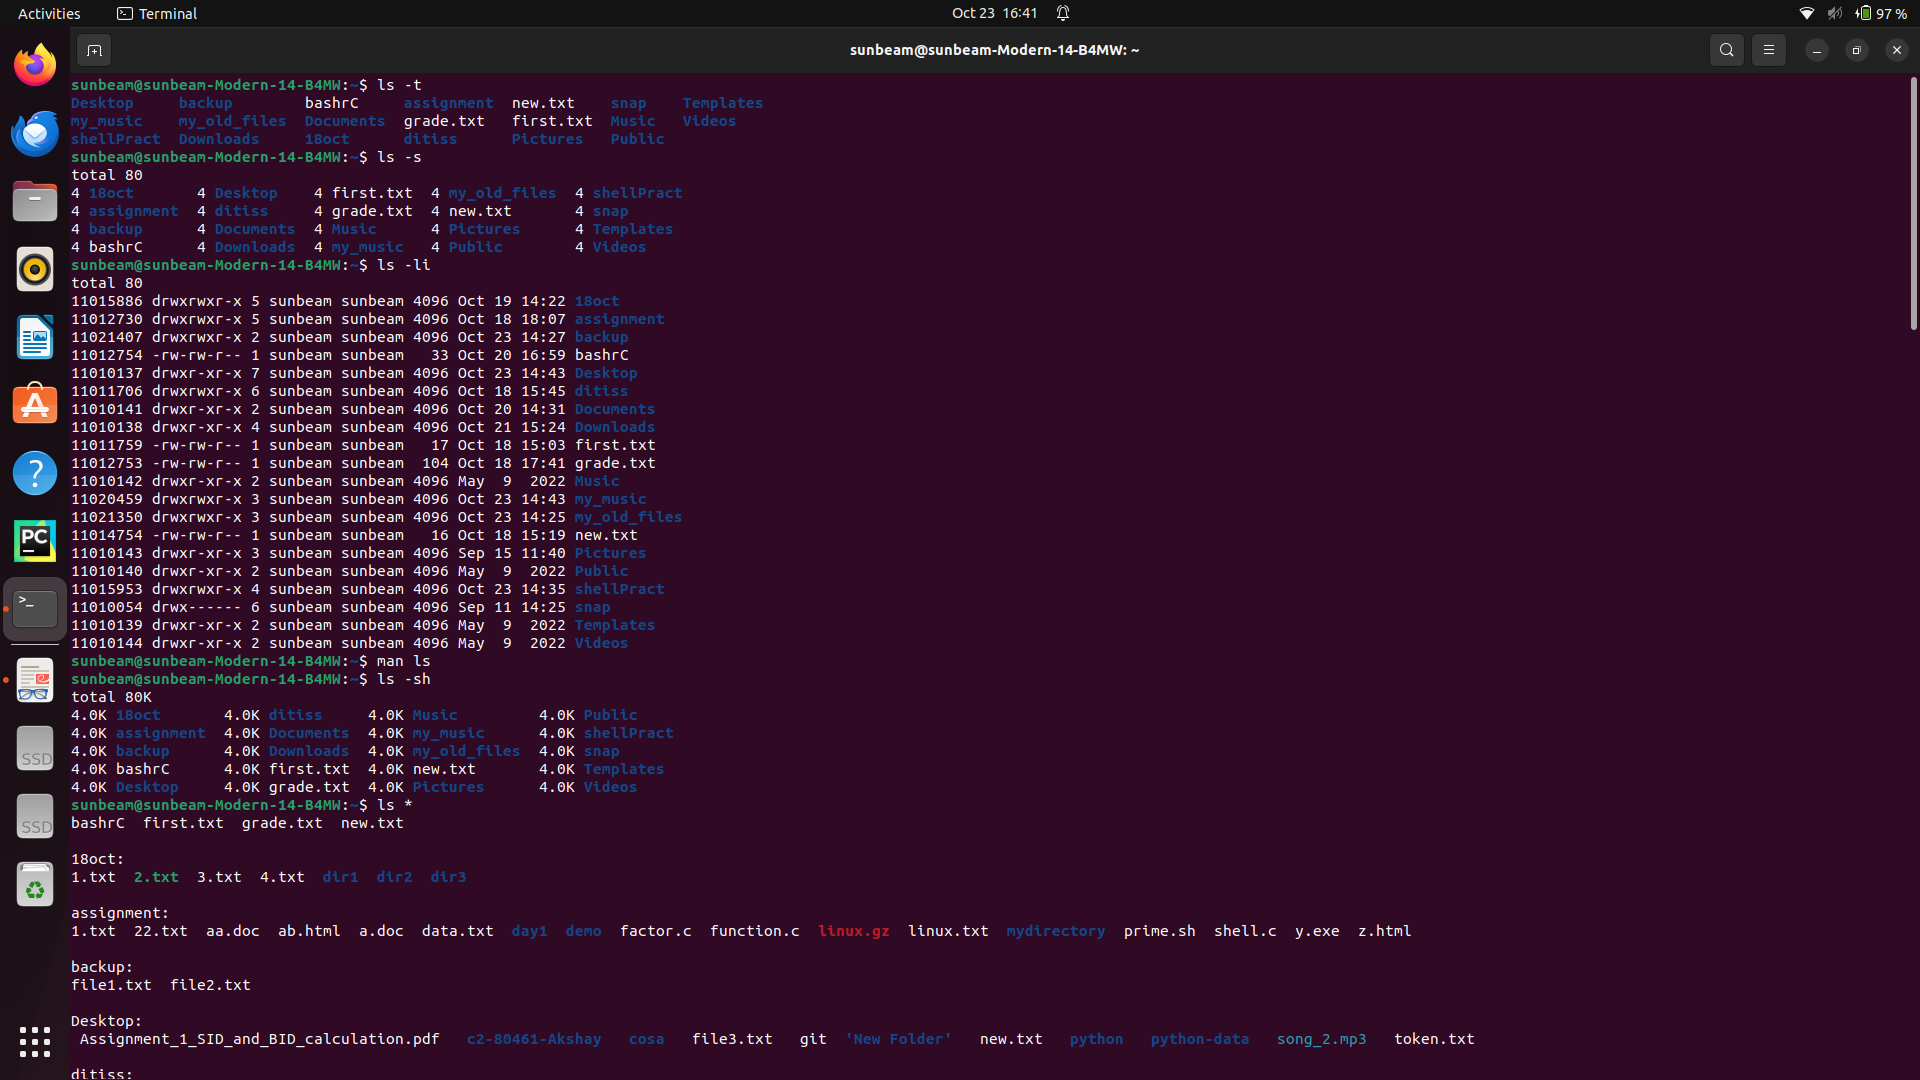 Activities Terminal Oct 23 16:41 97 %
sunbeam@sunbeam-Modern-14-B4MW: ~
sunbeam@sunbeam-Modern-14-B4MW:~$ ls -t
Desktop backup bashrC assignment new.txt snap Templates
my_music my_old_files Documents grade.txt first.txt Music Videos
shellPract Downloads 18oct ditiss Pictures Public
sunbeam@sunbeam-Modern-14-B4MW:~$ ls -s
total 80
4 18oct 4 Desktop 4 first.txt 4 my_old_files 4 shellPract
4 assignment 4 ditiss 4 grade.txt 4 new.txt 4 snap
4 backup 4 Documents 4 Music 4 Pictures 4 Templates
4 bashrC 4 Downloads 4 my_music 4 Public 4 Videos
sunbeam@sunbeam-Modern-14-B4MW:~$ ls -li
total 80
11015886 drwxrwxr-x 5 sunbeam sunbeam 4096 Oct 19 14:22 18oct
11012730 drwxrwxr-x 5 sunbeam sunbeam 4096 Oct 18 18:07 assignment
11021407 drwxrwxr-x 2 sunbeam sunbeam 4096 Oct 23 14:27 backup
11012754 -rw-rw-r-- 1 sunbeam sunbeam 33 Oct 20 16:59 bashrC
11010137 drwxr-xr-x 7 sunbeam sunbeam 4096 Oct 23 14:43 Desktop
11011706 drwxrwxr-x 6 sunbeam sunbeam 4096 Oct 18 15:45 ditiss
11010141 drwxr-xr-x 2 sunbeam sunbeam 4096 Oct 20 14:31 Documents
11010138 drwxr-xr-x 4 sunbeam sunbeam 4096 Oct 21 15:24 Downloads
11011759 -rw-rw-r-- 1 sunbeam sunbeam 17 Oct 18 15:03 first.txt
11012753 -rw-rw-r-- 1 sunbeam sunbeam 104 Oct 18 17:41 grade.txt
11010142 drwxr-xr-x 2 sunbeam sunbeam 4096 May 9 2022 Music
11020459 drwxrwxr-x 3 sunbeam sunbeam 4096 Oct 23 14:43 my_music
11021350 drwxrwxr-x 3 sunbeam sunbeam 4096 Oct 23 14:25 my_old_files
11014754 -rw-rw-r-- 1 sunbeam sunbeam 16 Oct 18 15:19 new.txt
11010143 drwxr-xr-x 3 sunbeam sunbeam 4096 Sep 15 11:40 Pictures
11010140 drwxr-xr-x 2 sunbeam sunbeam 4096 May 9 2022 Public
11015953 drwxrwxr-x 4 sunbeam sunbeam 4096 Oct 23 14:35 shellPract
11010054 drwx------ 6 sunbeam sunbeam 4096 Sep 11 14:25 snap
11010139 drwxr-xr-x 2 sunbeam sunbeam 4096 May 9 2022 Templates
11010144 drwxr-xr-x 2 sunbeam sunbeam 4096 May 9 2022 Videos
sunbeam@sunbeam-Modern-14-B4MW:~$ man ls
sunbeam@sunbeam-Modern-14-B4MW:~$ ls -sh
total 80K
4.0K 18oct 4.0K ditiss 4.0K Music 4.0K Public
4.0K assignment 4.0K Documents 4.0K my_music 4.0K shellPract
4.0K backup 4.0K Downloads 4.0K my_old_files 4.0K snap
4.0K bashrC 4.0K first.txt 4.0K new.txt 4.0K Templates
4.0K Desktop 4.0K grade.txt 4.0K Pictures 4.0K Videos
sunbeam@sunbeam-Modern-14-B4MW:~$ ls *
bashrC first.txt grade.txt new.txt
18oct:
1.txt 2.txt 3.txt 4.txt dir1 dir2 dir3
assignment:
1.txt 22.txt aa.doc ab.html a.doc data.txt day1 demo factor.c function.c linux.gz linux.txt mydirectory prime.sh shell.c y.exe z.html
backup:
file1.txt file2.txt
Desktop:
Assignment_1_SID_and_BID_calculation.pdf c2-80461-Akshay cosa file3.txt git 'New Folder' new.txt python python-data song_2.mp3 token.txt
ditiss:
PC
>_
SSD
SSD